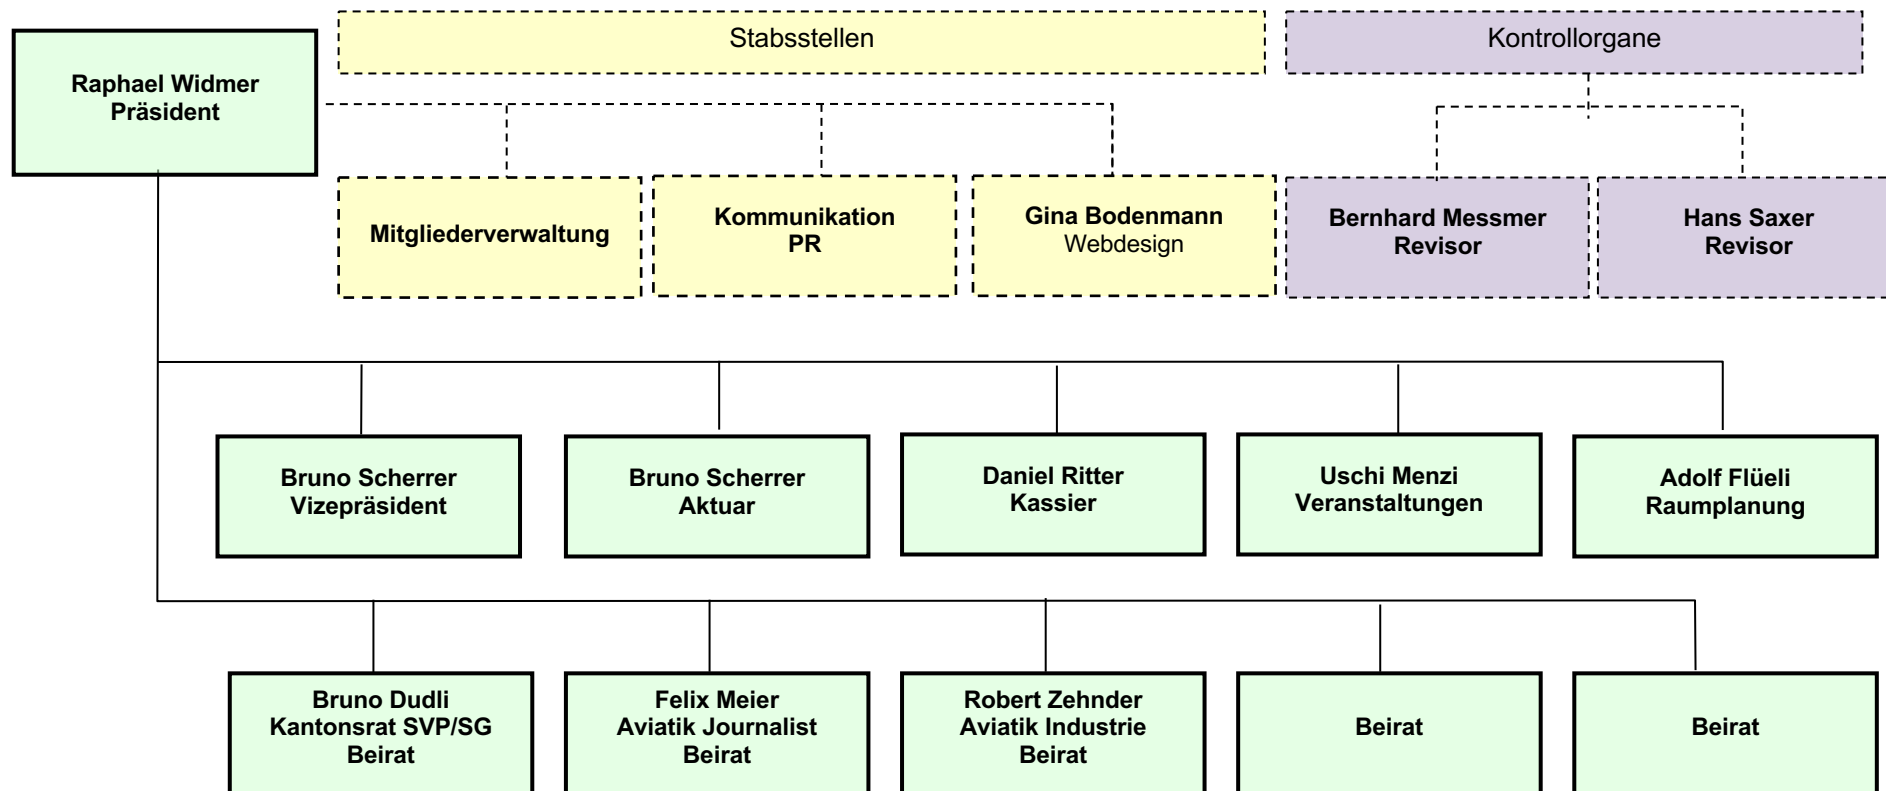 Stabsstellen
Kontrollorgane
Raphael Widmer
Präsident
Mitgliederverwaltung
Kommunikation
PR
Gina Bodenmann
Webdesign
Bernhard Messmer
Revisor
Hans Saxer
Revisor
Bruno Scherrer
Vizepräsident
Bruno Scherrer
Aktuar
Daniel Ritter
Kassier
Uschi Menzi
Veranstaltungen
Adolf Flüeli
Raumplanung
Bruno Dudli
Kantonsrat SVP/SG
Beirat
Felix Meier
Aviatik Journalist
Beirat
Robert Zehnder
Aviatik Industrie
Beirat
Beirat
Beirat